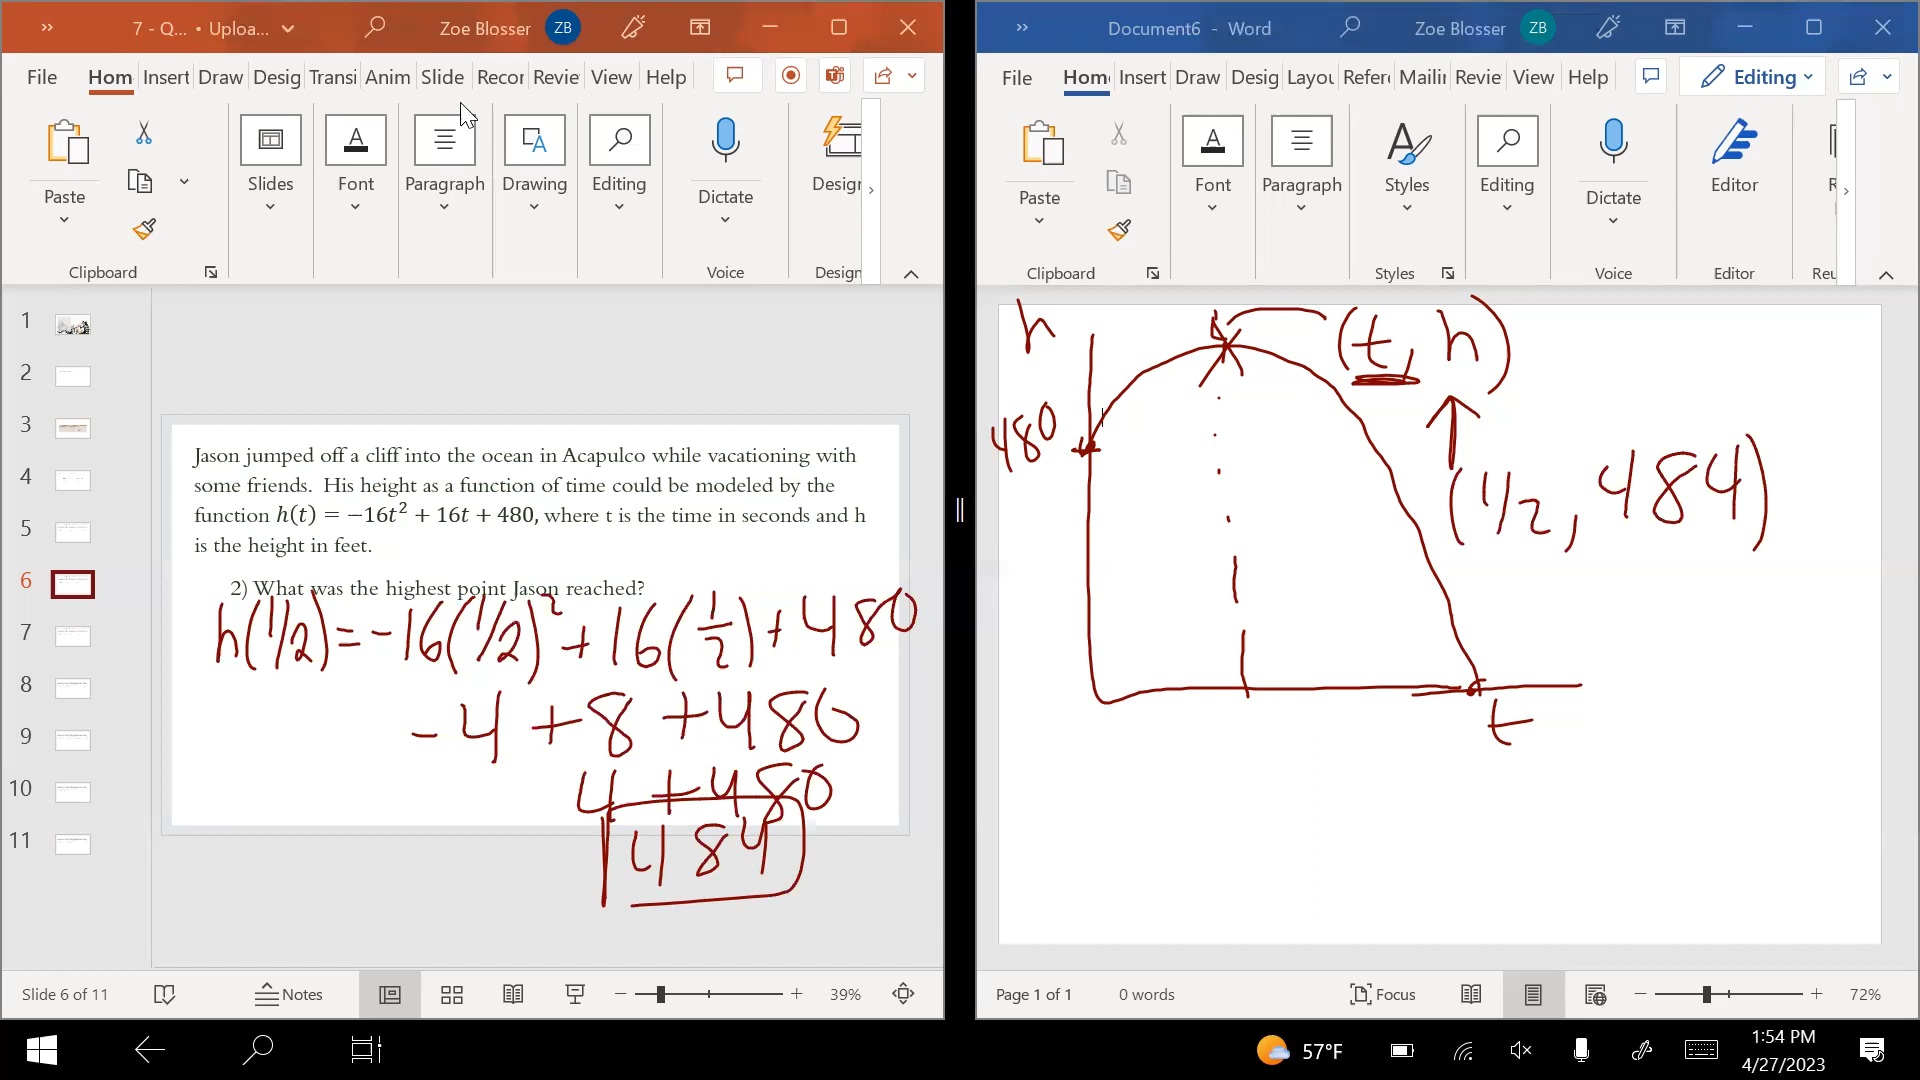 7 - Q... • Uploa...
Zoe Blosser
ZB
File
Hom
Insert
Draw
Desig
Transi
Anim
Slide
Recor
Revie
View
Help
Paste
Clipboard
Slides
Font
Paragraph
Drawing
Editing
Dictate
Voice
Design
Design
1
2
3
4
5
6
7
8
9
10
11
Jason jumped off a cliff into the ocean in Acapulco while vacationing with
some friends. His height as a function of time could be modeled by the
function h(t) = −16t² + 16t + 480, where t is the time in seconds and h
is the height in feet.
2) What was the highest point Jason reached?
h(1/2) = -16(1/2)² + 16(1/2) + 480
- 4 + 8 + 480
4 + 480
484
Slide 6 of 11
Notes
39%
Document6 - Word
Zoe Blosser
ZB
File
Home
Insert
Draw
Desig
Layou
Refere
Mailin
Revie
View
Help
Editing
Paste
Clipboard
Font
Paragraph
Styles
Styles
Editing
Dictate
Voice
Editor
Editor
Reu
h
(t, h)
480
(1/2, 484)
t
Page 1 of 1
0 words
Focus
72%
57°F
1:54 PM
4/27/2023